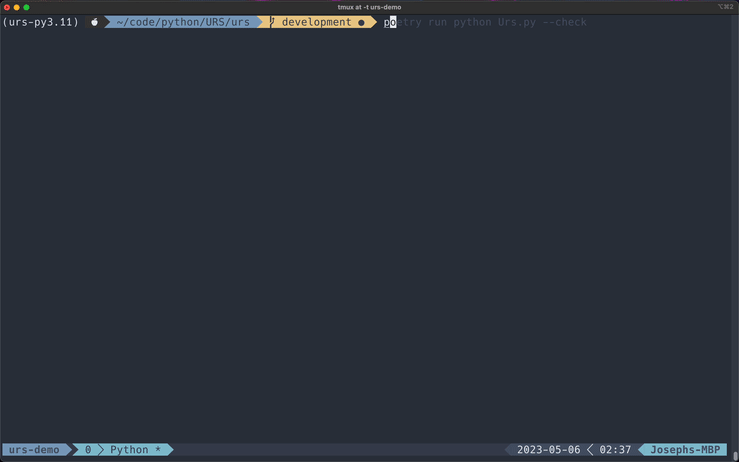 tmux at -t urs-demo
⌥⌘2
(urs-py3.11) ~/code/python/URS/urs development ● poetry run python Urs.py --check
urs-demo 0 Python * 2023-05-06 02:37 Josephs-MBP